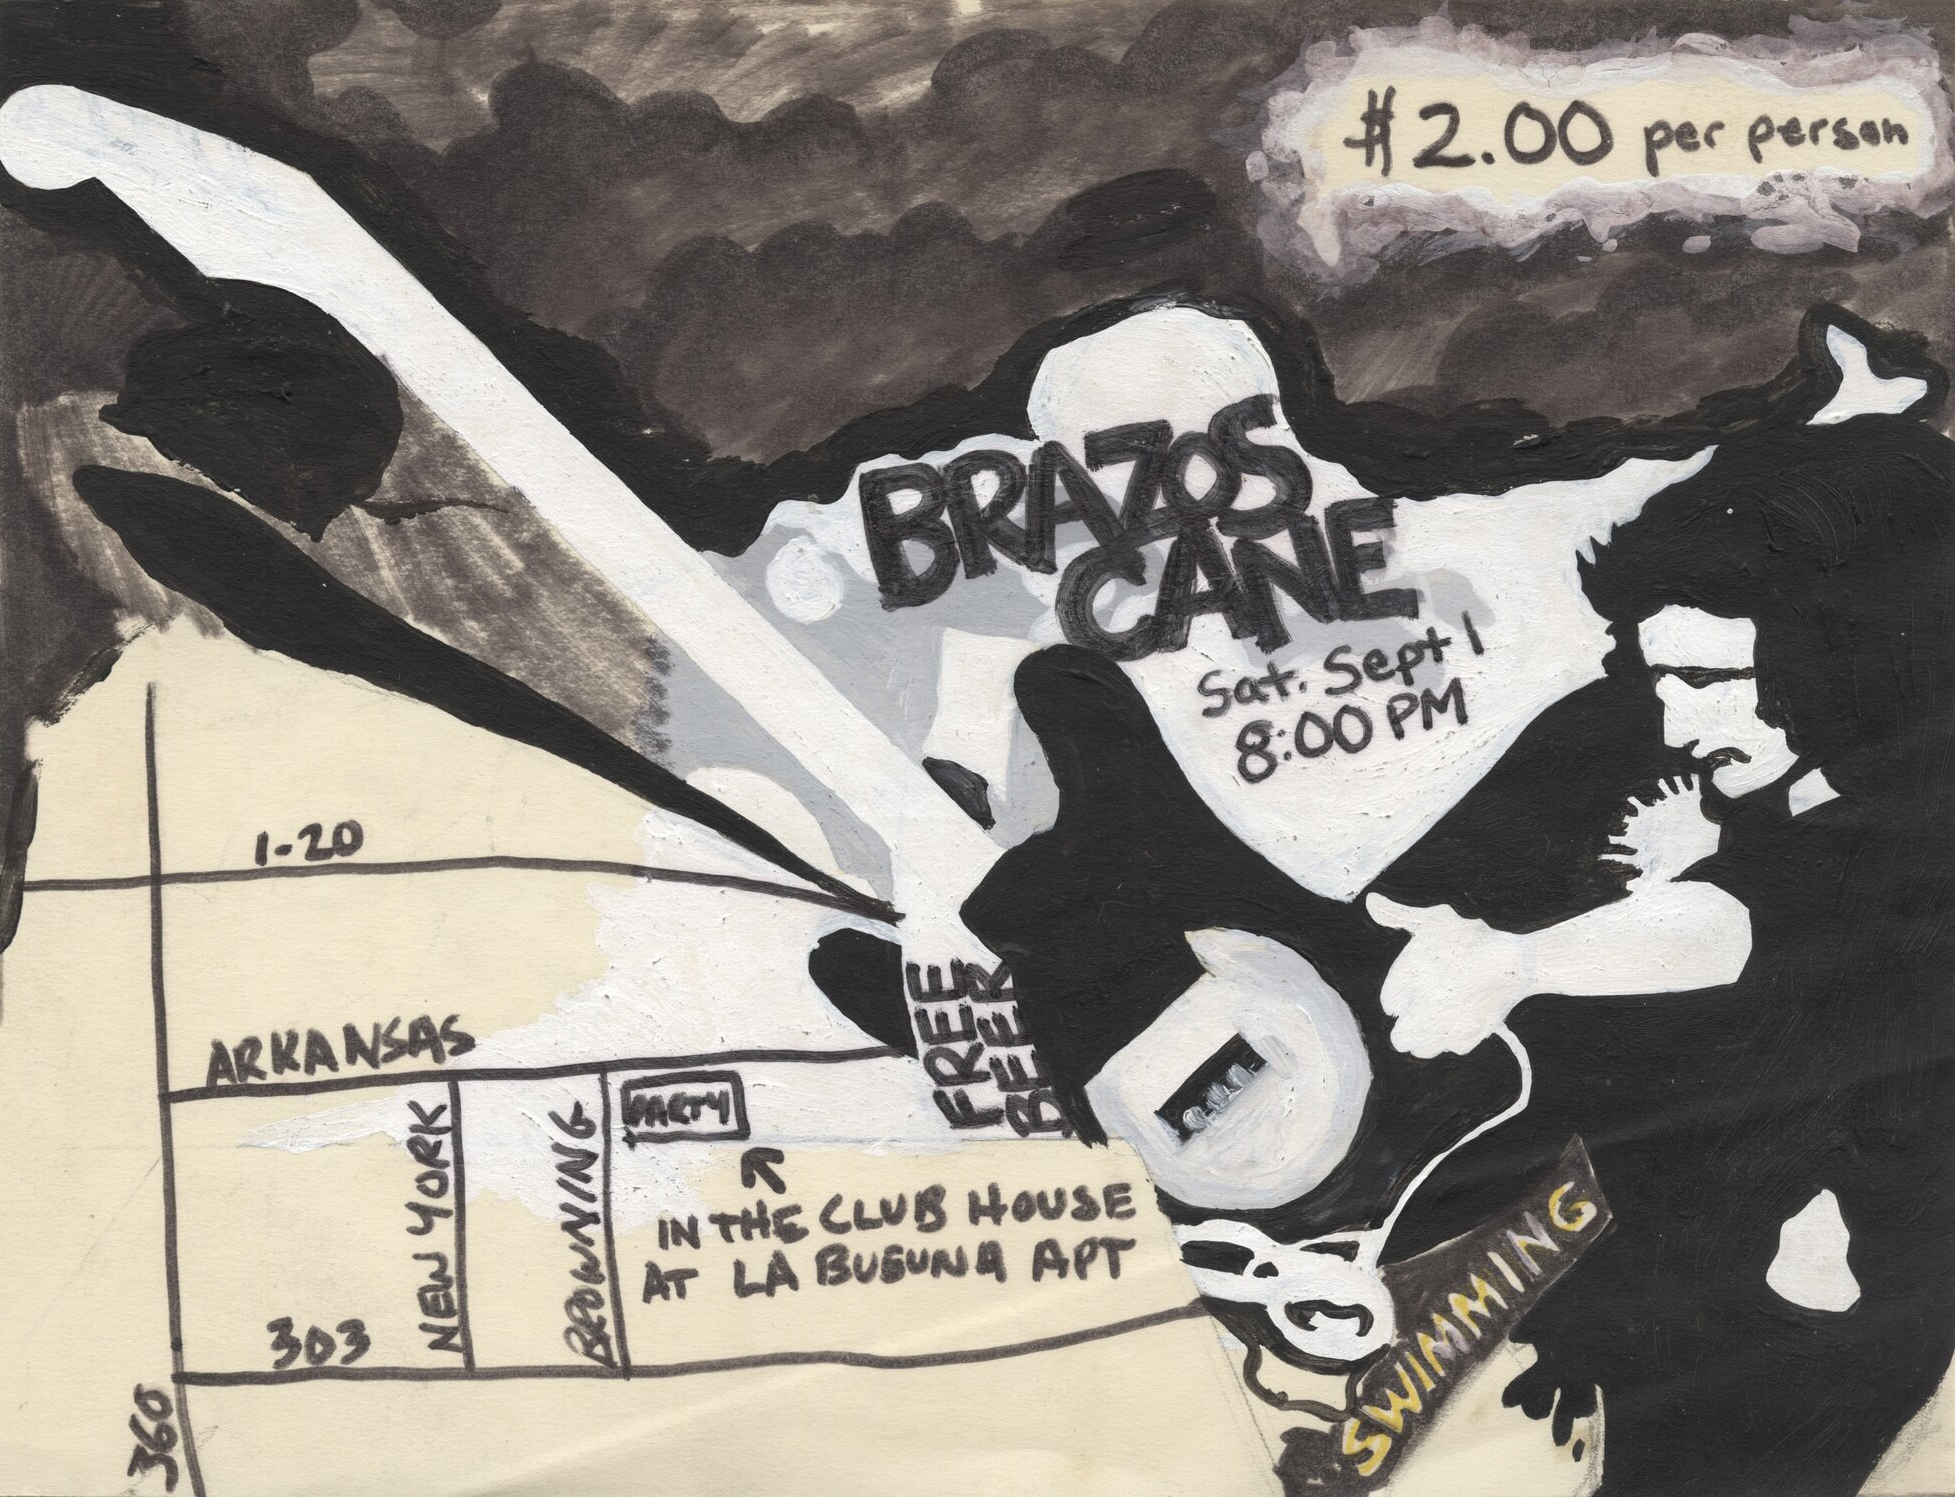 $2.00 per person
BRAZOS
CANE
Sat. Sept 1
8:00 PM
FREE
BEER
1-20
ARKANSAS
NEW YORK
BROWNING
PARTY
IN THE CLUB HOUSE
AT LA BUGUNA APT
303
360
SWIMMING